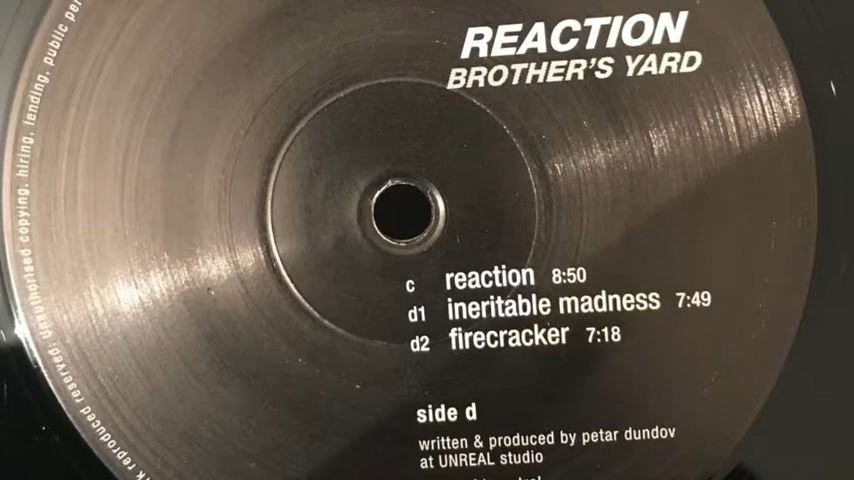 REACTION
BROTHER'S YARD
c reaction 8:50
d1 ineritable madness 7:49
d2 firecracker 7:18
side d
written & produced by petar dundov
at UNREAL studio
reproduced reserved. Unauthorised copying, hiring, lending, public